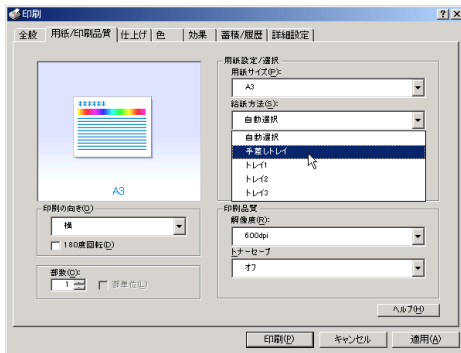 印刷
全般 用紙/印刷品質 仕上げ 色 効果 蓄積/履歴 詳細設定
用紙設定/選択
用紙サイズ(P):
A3
給紙方法(S):
自動選択
自動選択
手差しトレイ
トレイ1
トレイ2
トレイ3
******
A3
印刷の向き(O)
横
180度回転(D)
部数(C):
1
部単位(L)
印刷品質
解像度(R):
600dpi
トナーセーブ
オフ
ヘルプ(H)
印刷(P) キャンセル 適用(A)